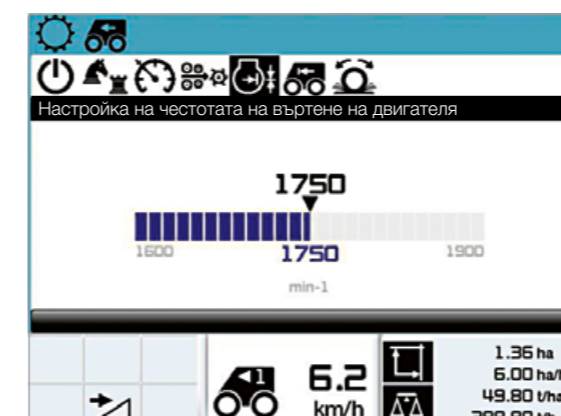 Настройка на честотата на въртене на двигателя
1750
1600
1750
1900
min-1
1
6.2
km/h
1.36 ha
6.00 ha/
49.80 t/ha